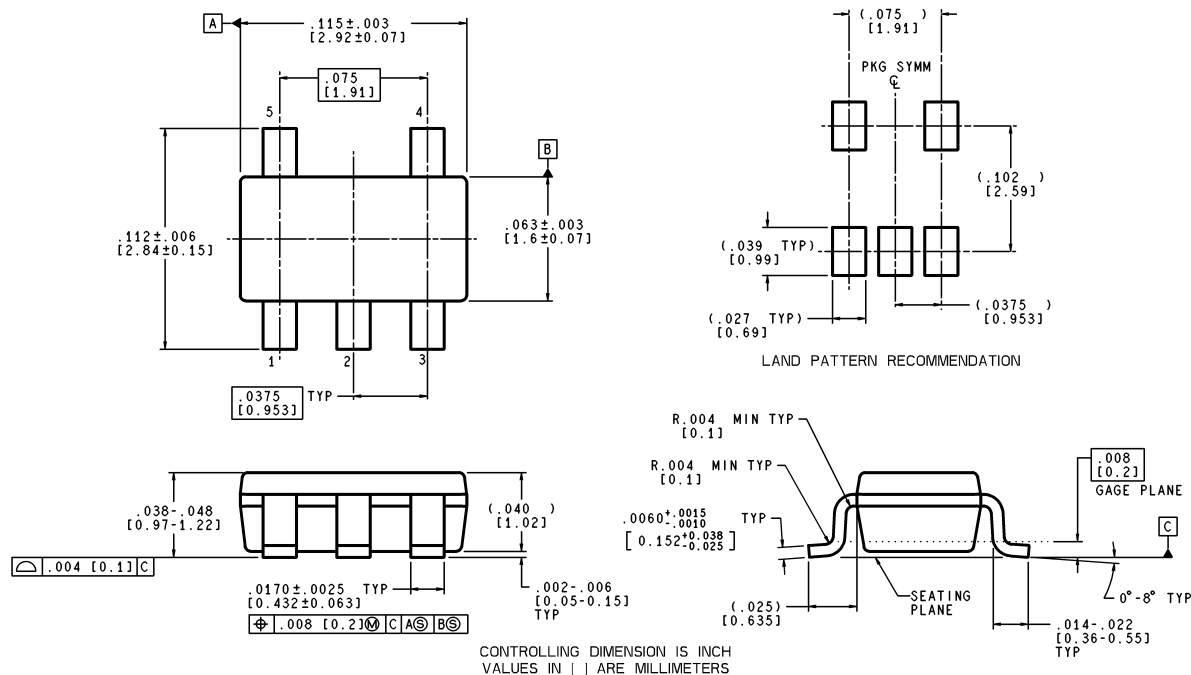 A
.115±.003
[2.92±0.07]
.075
[1.91]
5
4
B
.112±.006
[2.84±0.15]
.063±.003
[1.6±0.07]
1
2
3
.0375
[0.953]
TYP
(.075 )
[1.91]
PKG SYMM
℄
(.102 )
[2.59]
(.039 TYP)
[0.99]
(.027 TYP)
[0.69]
(.0375 )
[0.953]
LAND PATTERN RECOMMENDATION
.038-.048
[0.97-1.22]
(.040 )
[1.02]
⌓ .004 [0.1] C
.0170±.0025 TYP
[0.432±0.063]
⌖ .008 [0.2]Ⓜ C AⓈ BⓈ
.002-.006
[0.05-0.15]
TYP
R.004 MIN TYP
[0.1]
R.004 MIN TYP
[0.1]
.0060+.0015 -.0010 TYP
[0.152+0.038 -0.025]
.008
[0.2]
GAGE PLANE
C
SEATING
PLANE
0°-8° TYP
(.025)
[0.635]
.014-.022
[0.36-0.55]
TYP
CONTROLLING DIMENSION IS INCH
VALUES IN [ ] ARE MILLIMETERS